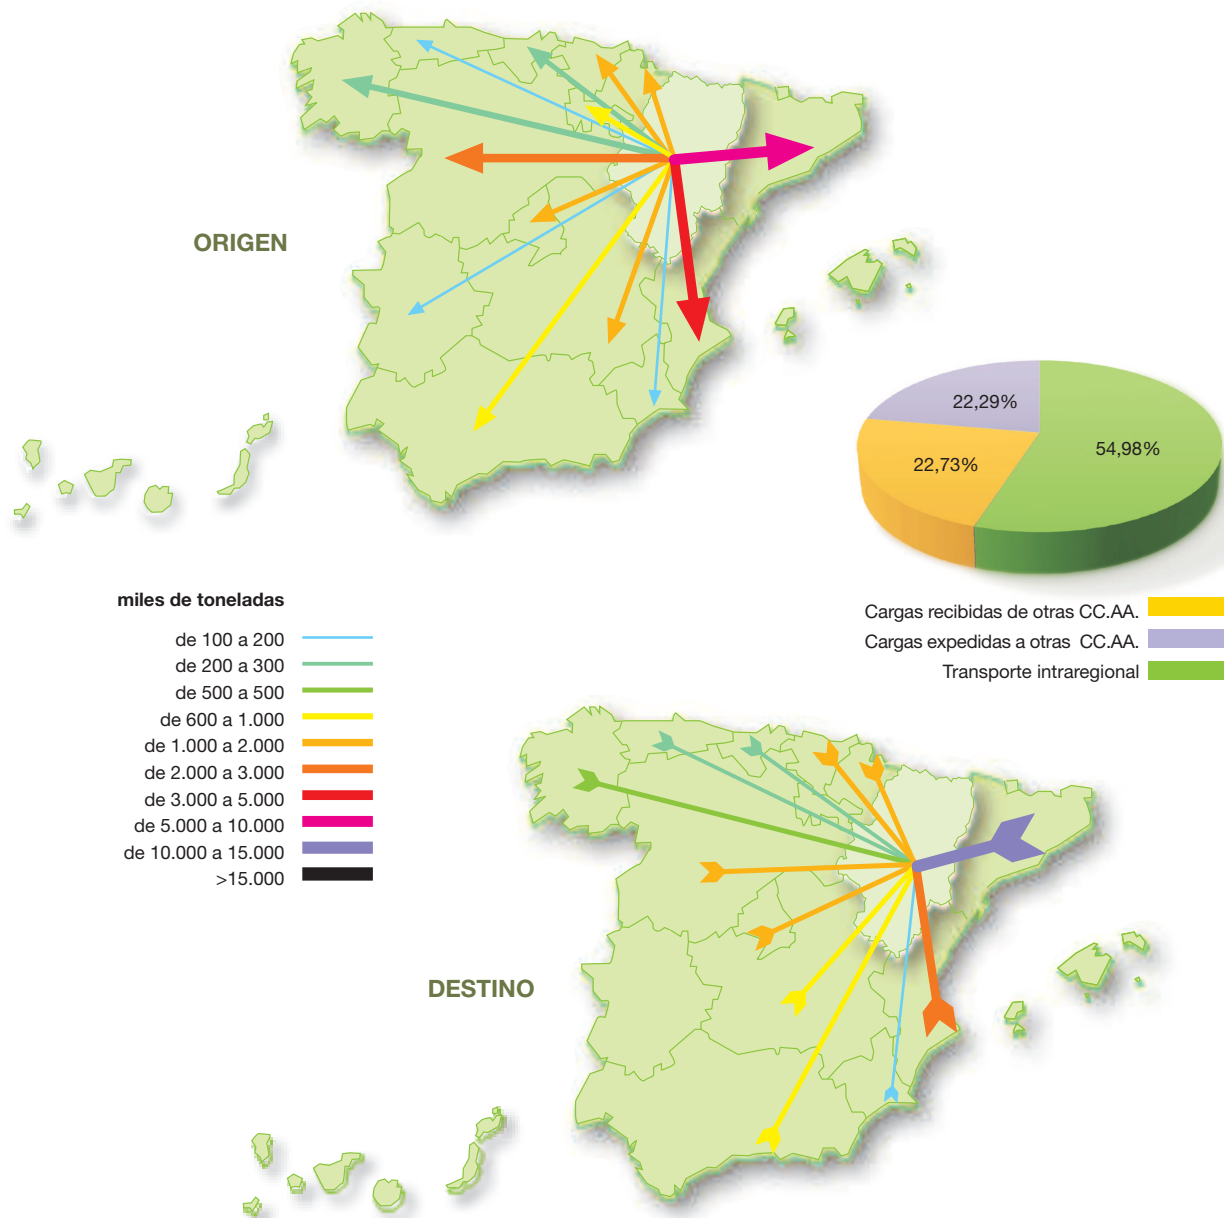 ORIGEN
22,29%
54,98%
22,73%
miles de toneladas
de 100 a 200
de 200 a 300
de 500 a 500
de 600 a 1.000
de 1.000 a 2.000
de 2.000 a 3.000
de 3.000 a 5.000
de 5.000 a 10.000
de 10.000 a 15.000
>15.000
Cargas recibidas de otras CC.AA.
Cargas expedidas a otras CC.AA.
Transporte intraregional
DESTINO